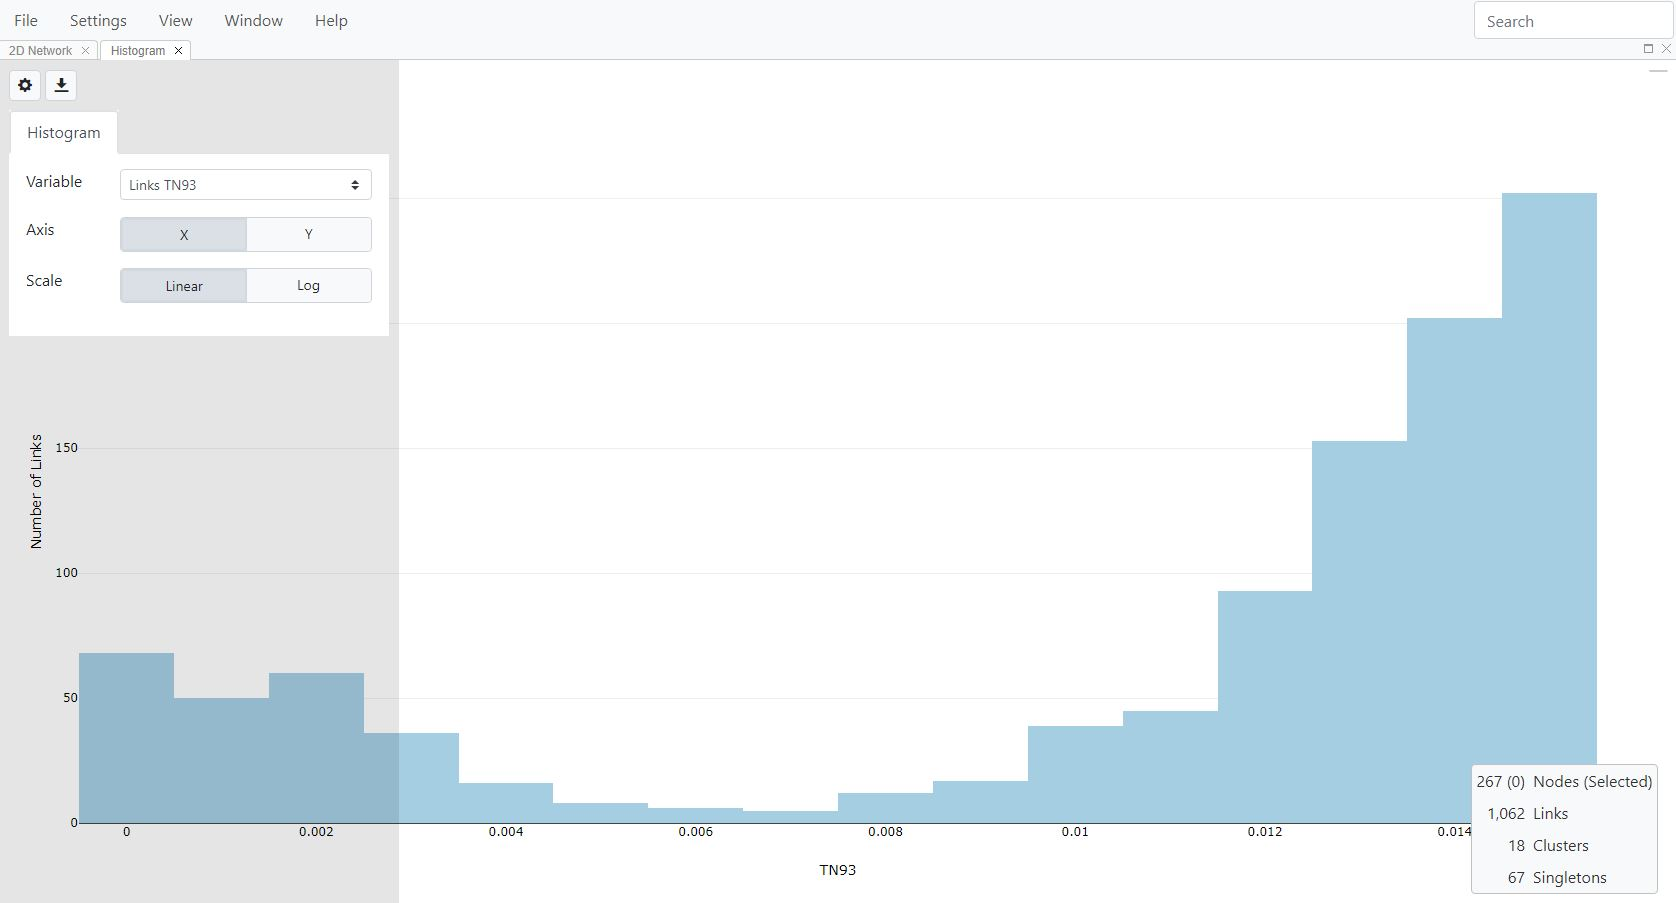 File Settings View Window Help Search
2D Network Histogram
Histogram
Variable Links TN93
Axis X Y
Scale Linear Log
150
Number of Links
100
50
0
0 0.002 0.004 0.006 0.008 0.01 0.012 0.014
TN93
267 (0) Nodes (Selected)
1,062 Links
18 Clusters
67 Singletons